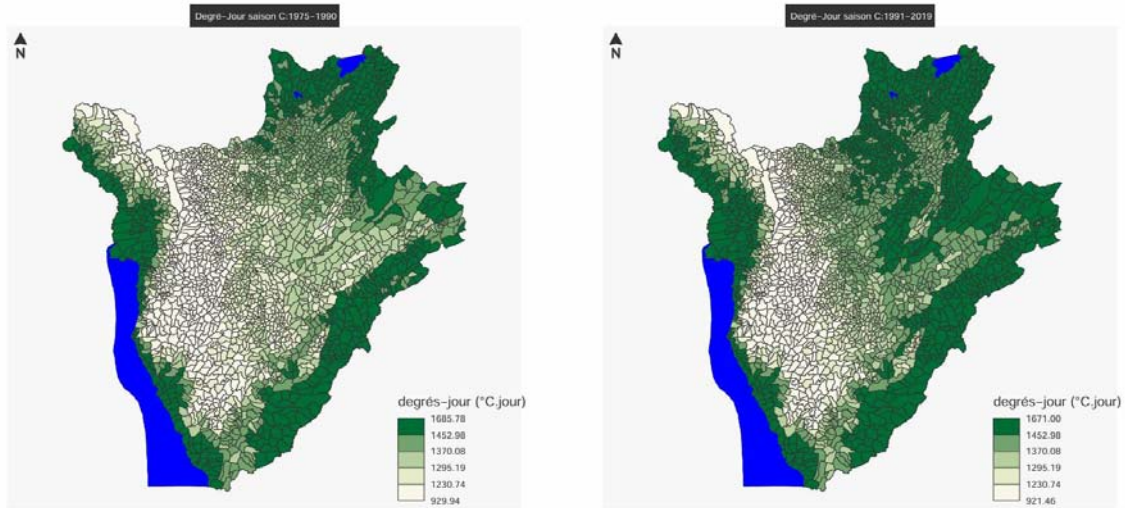 Degré-Jour saison C:1975-1990
N
degrés-jour (°C.jour)
1685.78
1452.98
1370.08
1295.19
1230.74
929.94
Degré-Jour saison C:1991-2019
N
degrés-jour (°C.jour)
1671.00
1452.98
1370.08
1295.19
1230.74
921.46